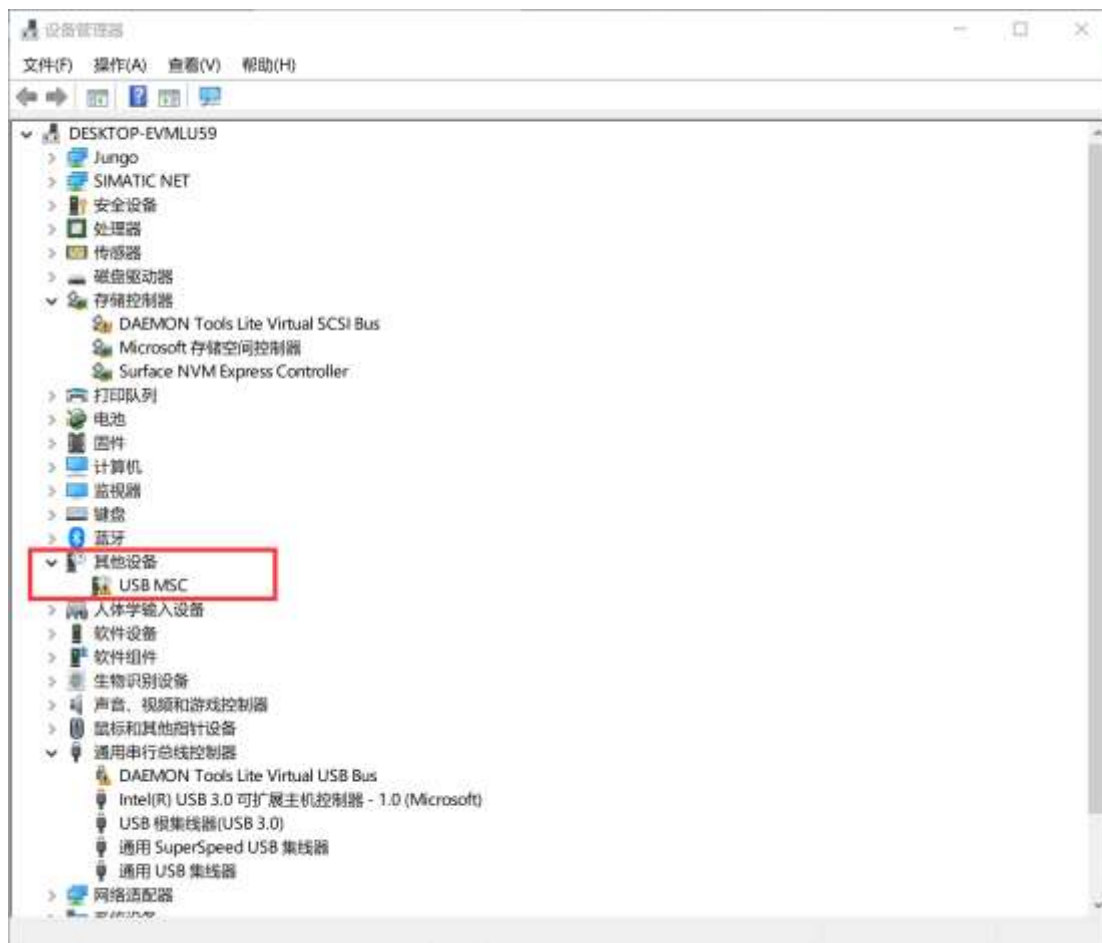 设备管理器
文件(F) 操作(A) 查看(V) 帮助(H)
DESKTOP-EVMLU59
Jungo
SIMATIC NET
安全设备
处理器
传感器
磁盘驱动器
存储控制器
DAEMON Tools Lite Virtual SCSI Bus
Microsoft 存储空间控制器
Surface NVM Express Controller
打印队列
电池
固件
计算机
监视器
键盘
蓝牙
其他设备
USB MSC
人体学输入设备
软件设备
软件组件
生物识别设备
声音、视频和游戏控制器
鼠标和其他指针设备
通用串行总线控制器
DAEMON Tools Lite Virtual USB Bus
Intel(R) USB 3.0 可扩展主机控制器 - 1.0 (Microsoft)
USB 根集线器(USB 3.0)
通用 SuperSpeed USB 集线器
通用 USB 集线器
网络适配器